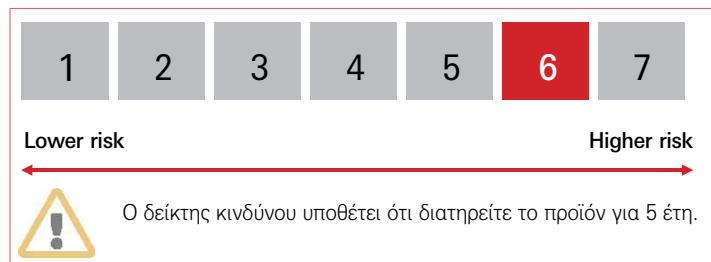 1 2 3 4 5 6 7
Lower risk Higher risk
Ο δείκτης κινδύνου υποθέτει ότι διατηρείτε το προϊόν για 5 έτη.